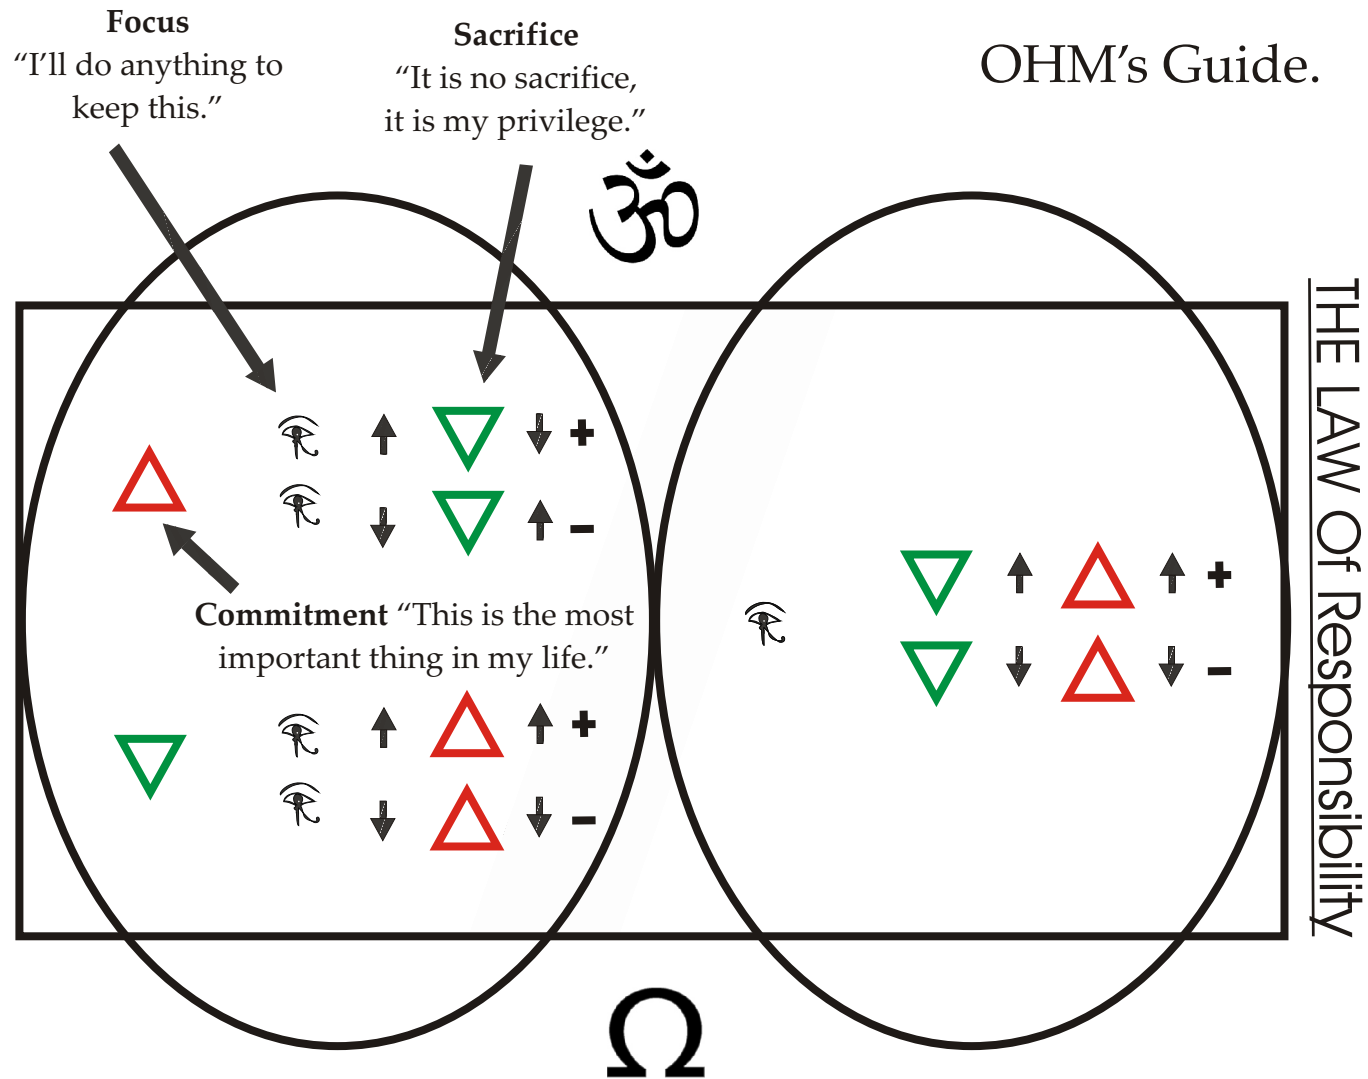 Focus
“I’ll do anything to
keep this.”
Sacrifice
“It is no sacrifice,
it is my privilege.”
OHM’s Guide.
ॐ
+
–
Commitment “This is the most
important thing in my life.”
+
–
+
–
THE LAW Of Responsibility
Ω